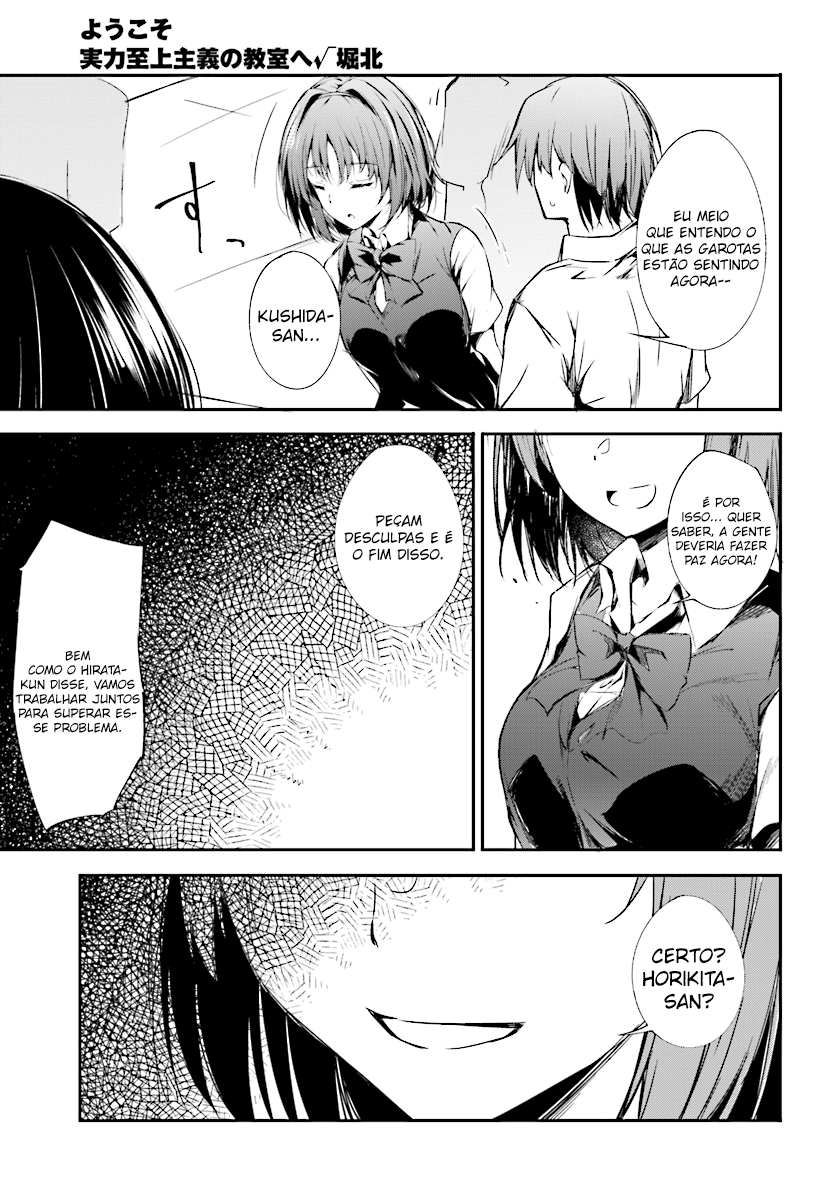 ようこそ
実力至上主義の教室へ√堀北
EU MEIO
QUE ENTENDO O
QUE AS GAROTAS
ESTÃO SENTINDO
AGORA--
KUSHIDA-
SAN...
すっ
É POR
ISSO... QUER
SABER, A GENTE
DEVERIA FAZER
PAZ AGORA!
PEÇAM
DESCULPAS E É
O FIM DISSO.
BEM
COMO O HIRATA-
KUN DISSE, VAMOS
TRABALHAR JUNTOS
PARA SUPERAR ES-
SE PROBLEMA.
CERTO?
HORIKITA-
SAN?